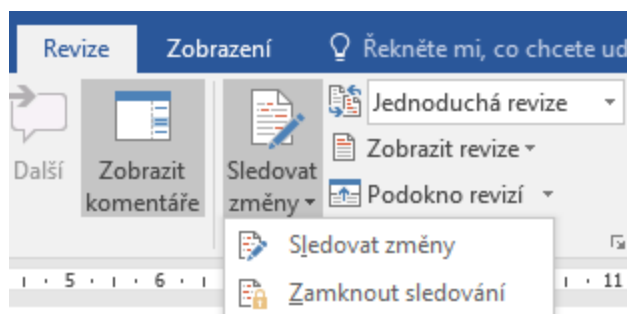 Revize Zobrazení Řekněte mi, co chcete ud
Jednoduchá revize
Další
Zobrazit komentáře
Sledovat změny
Zobrazit revize
Podokno revizí
Sledovat změny
Zamknout sledování
5 6 11